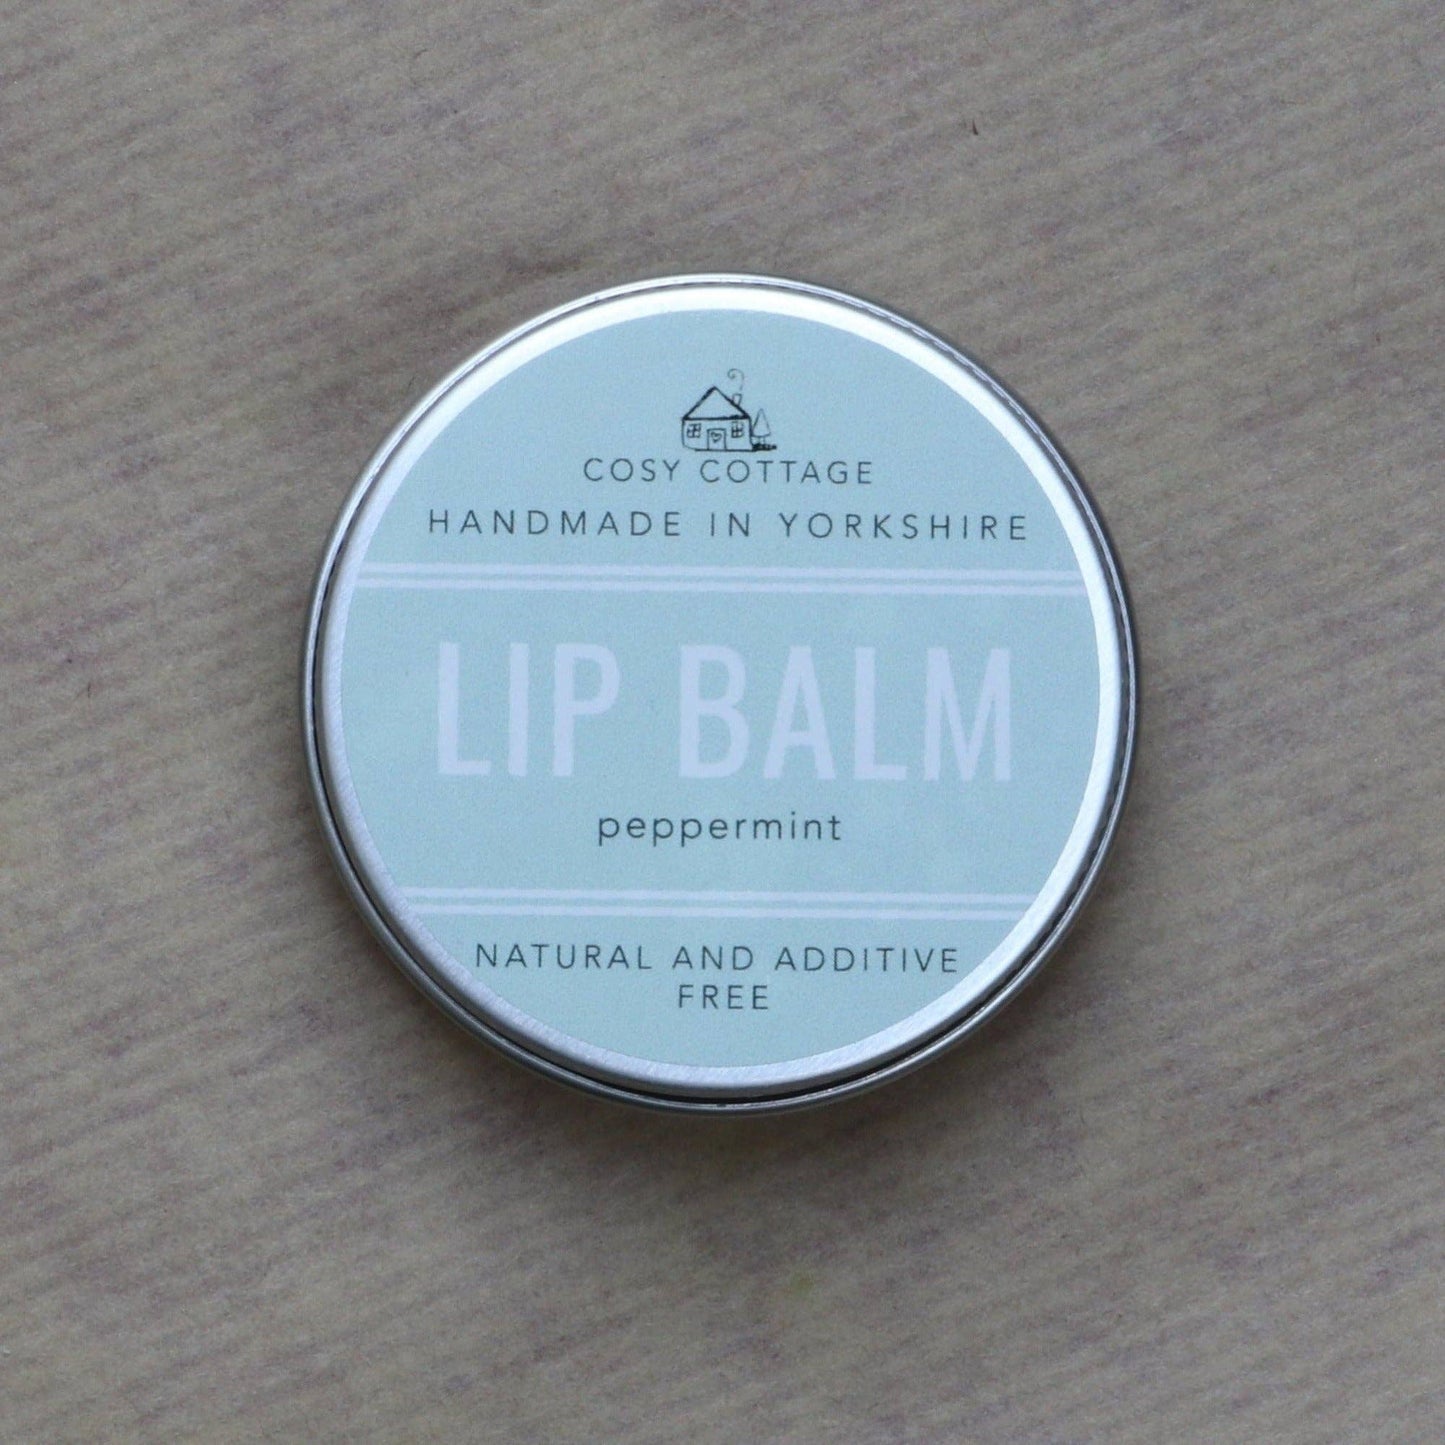 COSY COTTAGE
HANDMADE IN YORKSHIRE
LIP BALM
peppermint
NATURAL AND ADDITIVE
FREE